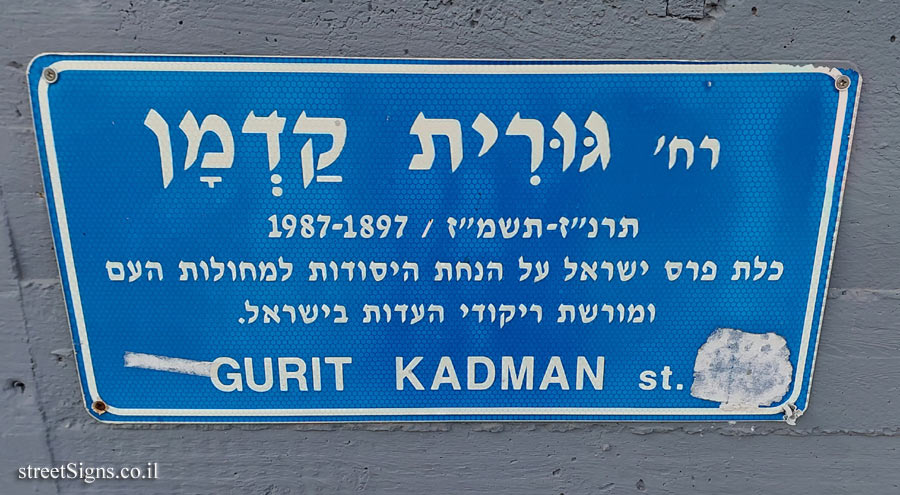 רח' גּוּרִית קַדְמָן
תרנ״ז-תשמ״ז / 1987-1897
כלת פרס ישראל על הנחת היסודות למחולות העם
ומורשת ריקודי העדות בישראל.
GURIT KADMAN st.
streetSigns.co.il